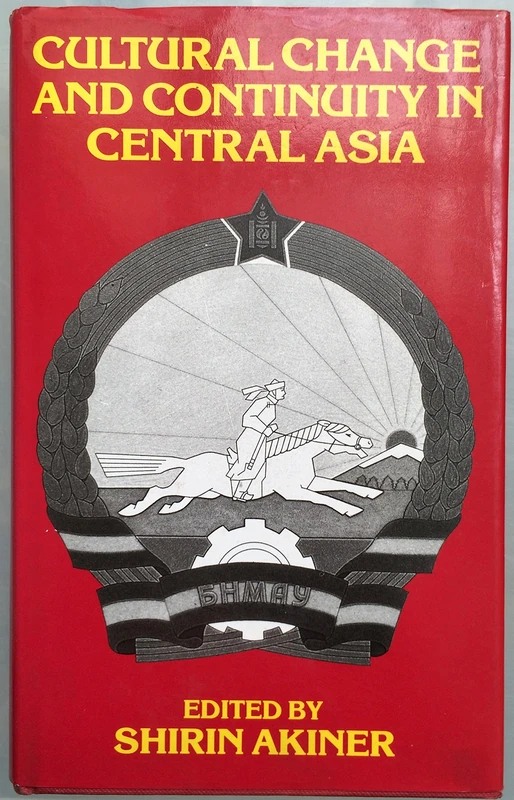 CULTURAL CHANGE
AND CONTINUITY IN
CENTRAL ASIA
БНМАУ
EDITED BY
SHIRIN AKINER